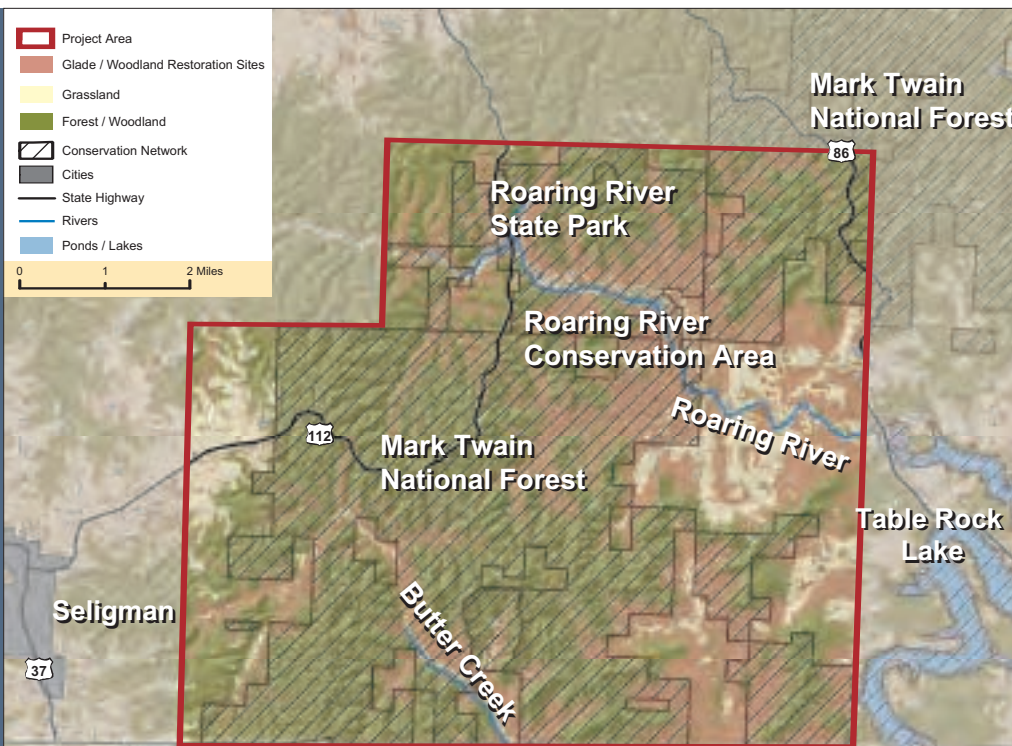 Project Area
Glade / Woodland Restoration Sites
Grassland
Forest / Woodland
Conservation Network
Cities
State Highway
Rivers
Ponds / Lakes
0 1 2 Miles
Mark Twain
National Forest
86
Roaring River
State Park
Roaring River
Conservation Area
Roaring River
112
Mark Twain
National Forest
Table Rock
Lake
Seligman
Butter Creek
37